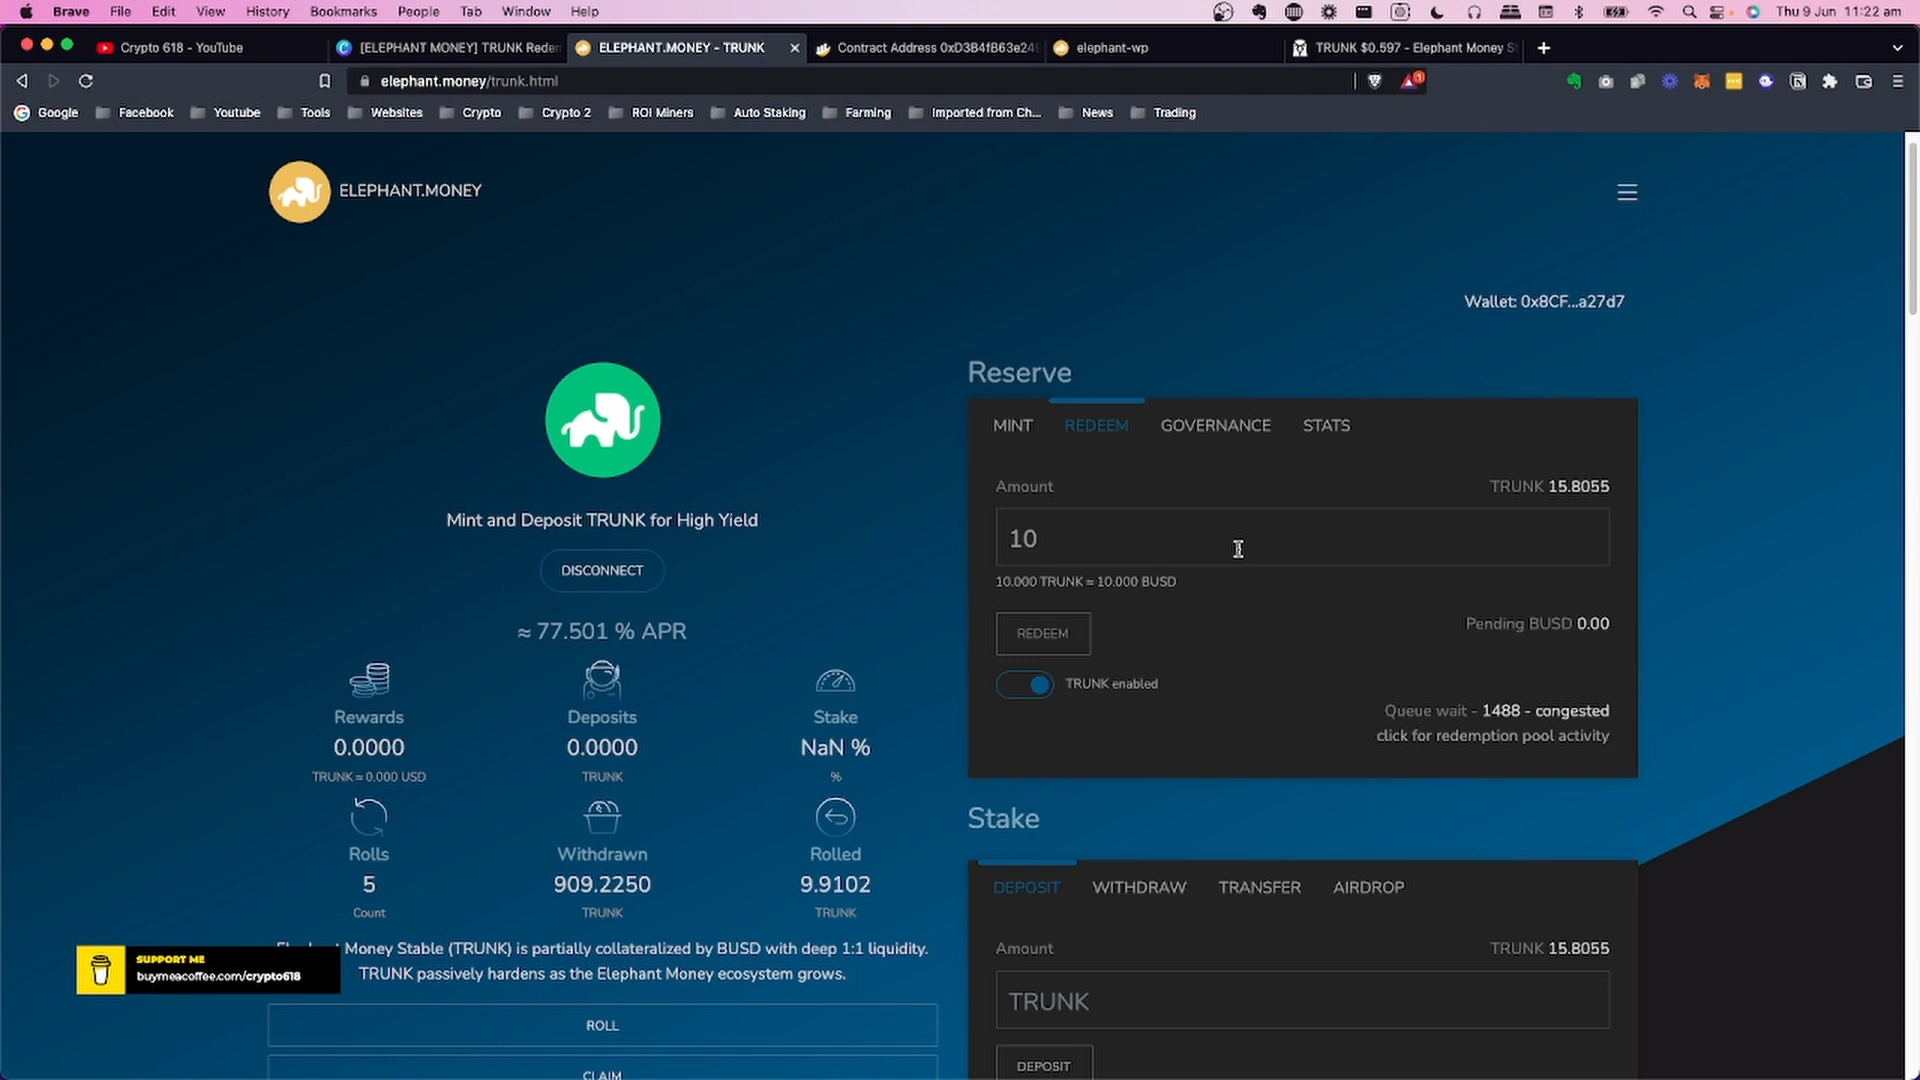 Brave File Edit View History Bookmarks People Tab Window Help Thu 9 Jun 11:22 am
Crypto 618 - YouTube [ELEPHANT MONEY] TRUNK Reder ELEPHANT.MONEY - TRUNK Contract Address 0xD3B4fB63e249 elephant-wp TRUNK $0.597 - Elephant Money S
elephant.money/trunk.html 1
Google Facebook Youtube Tools Websites Crypto Crypto 2 ROI Miners Auto Staking Farming Imported from Ch... News Trading
ELEPHANT.MONEY
Wallet: 0x8CF...a27d7
Mint and Deposit TRUNK for High Yield
DISCONNECT
≈ 77.501 % APR
Rewards Deposits Stake
0.0000 0.0000 NaN %
TRUNK ≈ 0.000 USD TRUNK %
Rolls Withdrawn Rolled
5 909.2250 9.9102
Count TRUNK TRUNK
Money Stable (TRUNK) is partially collateralized by BUSD with deep 1:1 liquidity.
TRUNK passively hardens as the Elephant Money ecosystem grows.
ROLL
CLAIM
SUPPORT ME
buymeacoffee.com/crypto618
Reserve
MINT REDEEM GOVERNANCE STATS
Amount TRUNK 15.8055
10
10.000 TRUNK ≈ 10.000 BUSD
REDEEM Pending BUSD 0.00
TRUNK enabled
Queue wait - 1488 - congested
click for redemption pool activity
Stake
DEPOSIT WITHDRAW TRANSFER AIRDROP
Amount TRUNK 15.8055
TRUNK
DEPOSIT